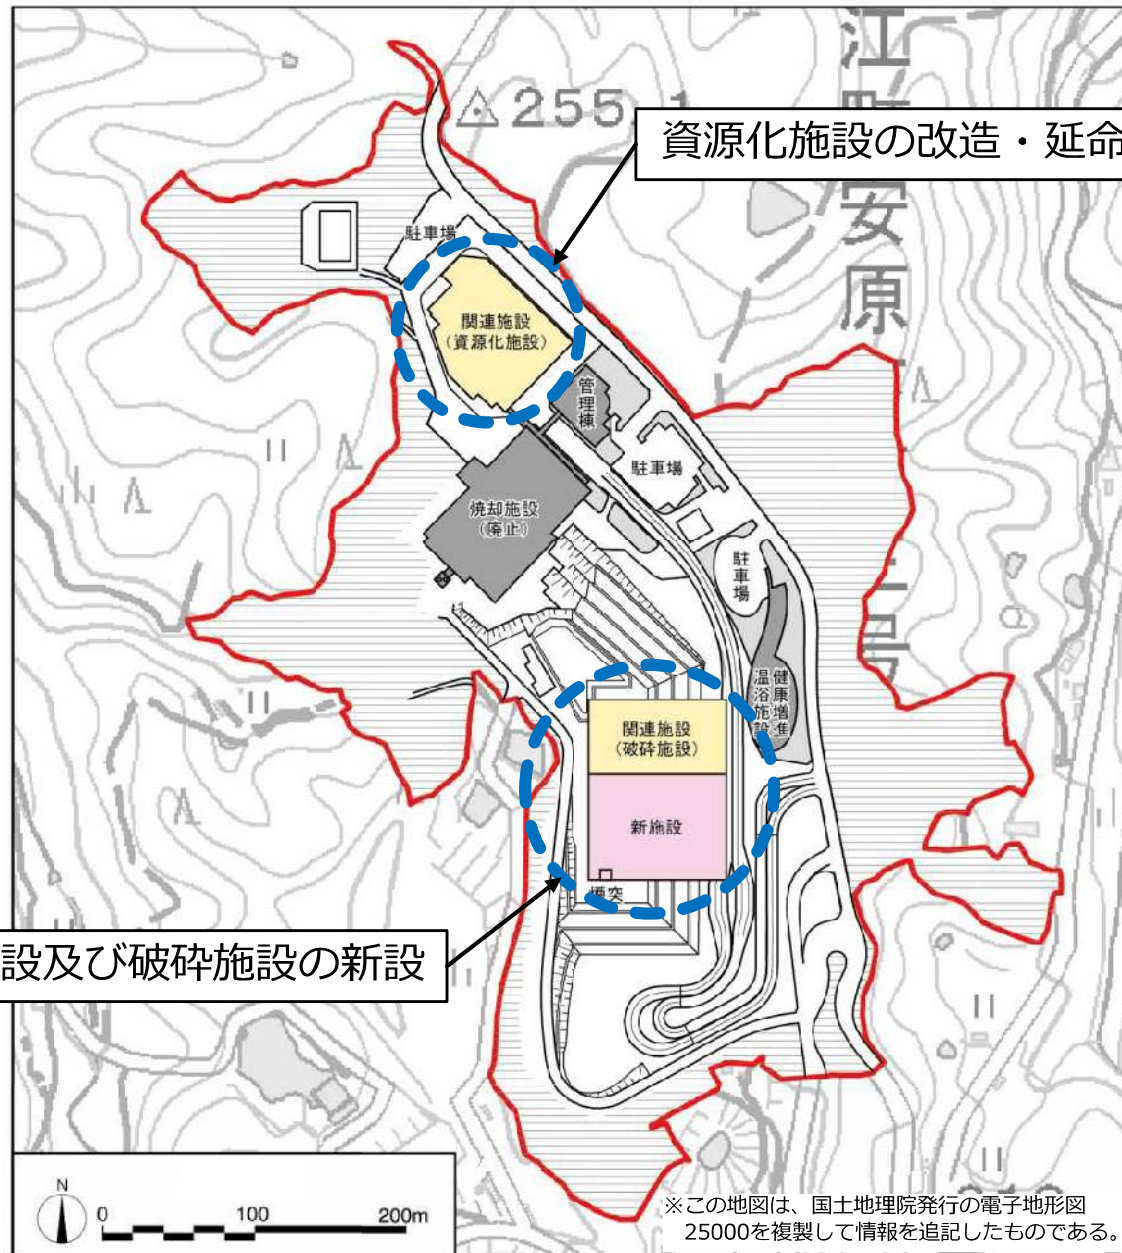 255
資源化施設の改造・延命
安
原
駐車場
関連施設
(資源化施設)
管理棟
駐車場
焼却施設
(廃止)
駐車場
健康増進
温浴施設
号
関連施設
(破砕施設)
新施設
煙突
設及び破砕施設の新設
N
0 100 200m
※この地図は、国土地理院発行の電子地形図
25000を複製して情報を追記したものである。